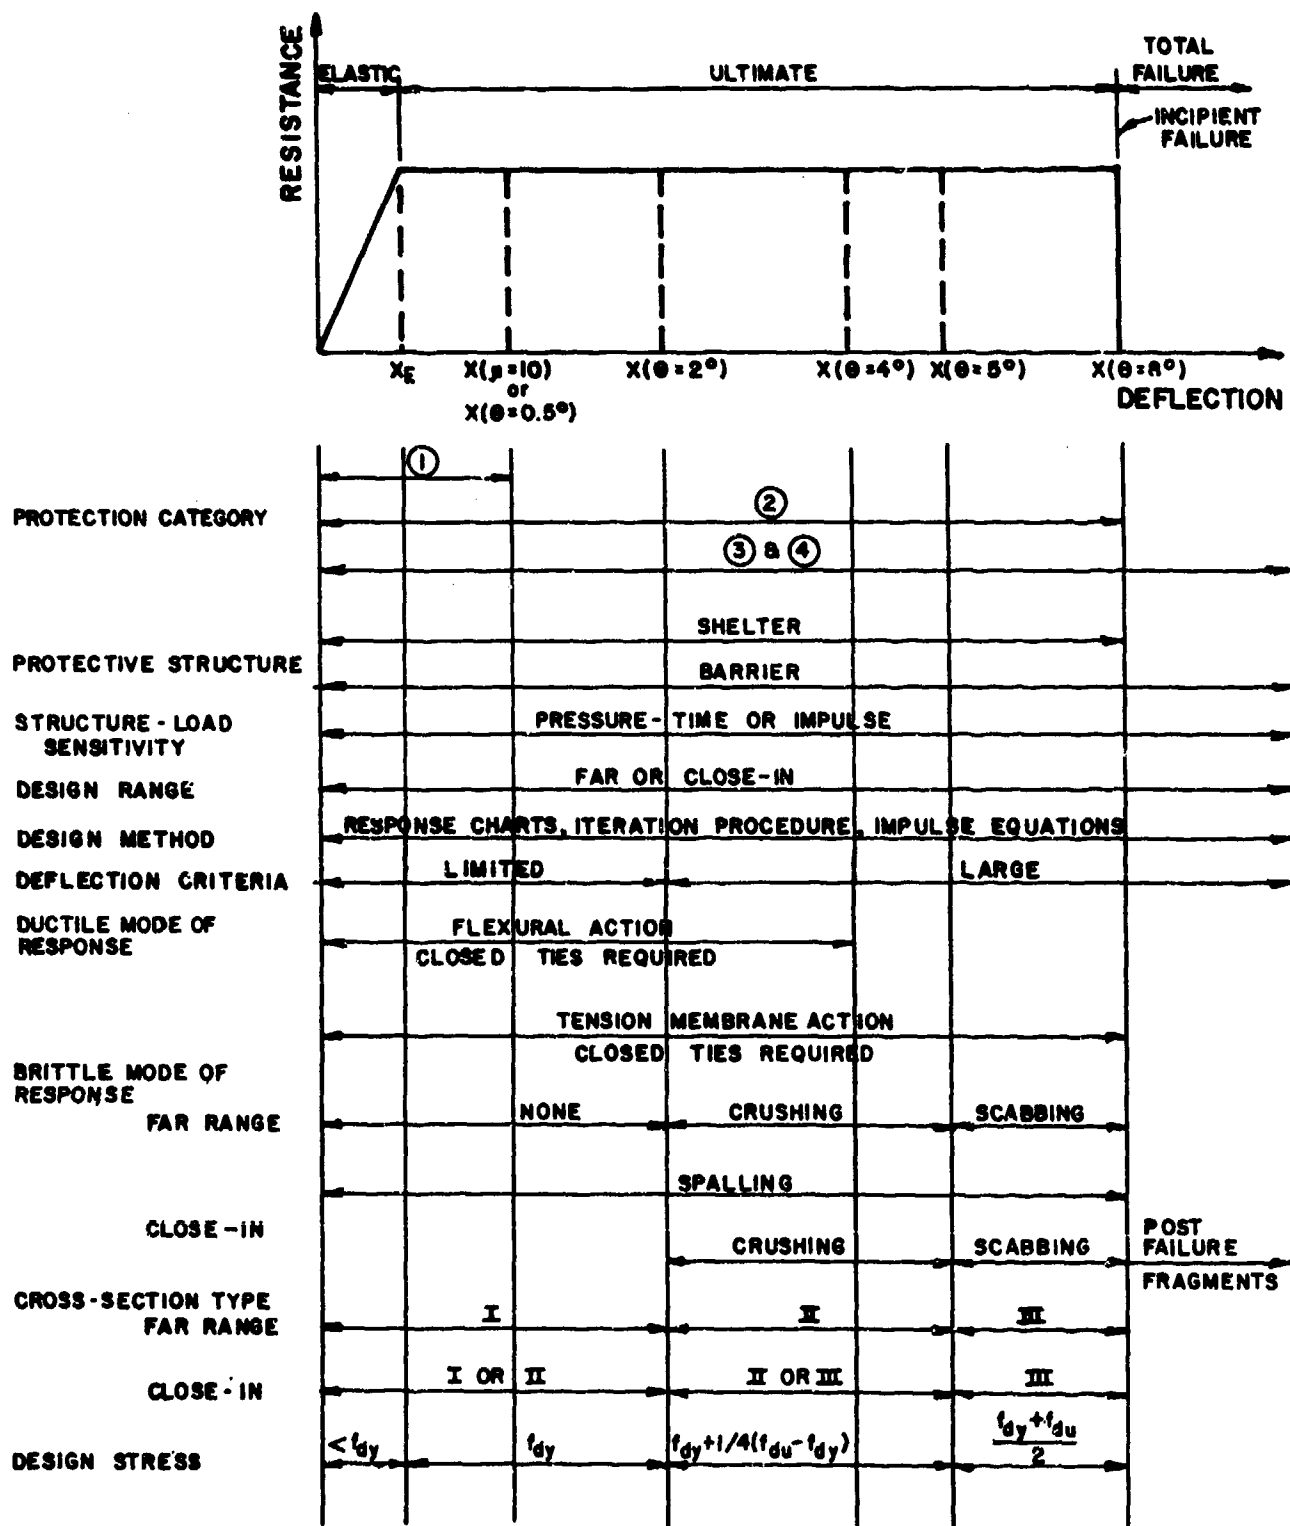 RESISTANCE
ELASTIC
ULTIMATE
TOTAL
FAILURE
INCIPIENT
FAILURE
X_E
X(μ=10)
or
X(θ=0.5°)
X(θ=2°)
X(θ=4°)
X(θ=5°)
X(θ=8°)
DEFLECTION
①
PROTECTION CATEGORY
②
③ & ④
SHELTER
PROTECTIVE STRUCTURE
BARRIER
STRUCTURE - LOAD
SENSITIVITY
PRESSURE - TIME OR IMPULSE
DESIGN RANGE
FAR OR CLOSE-IN
DESIGN METHOD
RESPONSE CHARTS, ITERATION PROCEDURE, IMPULSE EQUATIONS
DEFLECTION CRITERIA
LIMITED
LARGE
DUCTILE MODE OF
RESPONSE
FLEXURAL ACTION
CLOSED TIES REQUIRED
TENSION MEMBRANE ACTION
CLOSED TIES REQUIRED
BRITTLE MODE OF
RESPONSE
FAR RANGE
NONE
CRUSHING
SCABBING
SPALLING
CLOSE-IN
CRUSHING
SCABBING
POST
FAILURE
FRAGMENTS
CROSS-SECTION TYPE
FAR RANGE
I
II
III
CLOSE-IN
I OR II
II OR III
III
DESIGN STRESS
< f_dy
f_dy
f_dy + 1/4(f_du - f_dy)
f_dy + f_du
2